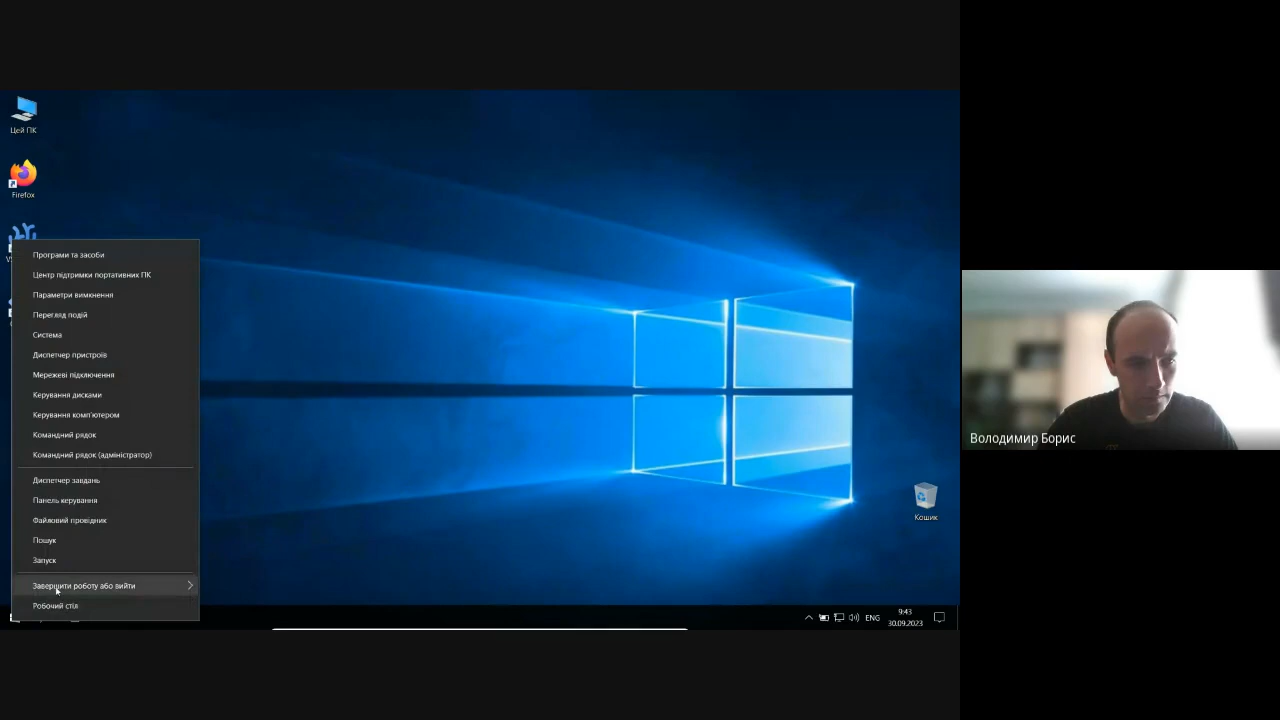 Цей ПК
Firefox
Програми та засоби
Центр підтримки портативних ПК
Параметри вимкнення
Перегляд подій
Система
Диспетчер пристроїв
Мережеві підключення
Керування дисками
Керування комп'ютером
Командний рядок
Командний рядок (адміністратор)
Диспетчер завдань
Панель керування
Файловий провідник
Пошук
Запуск
Завершити роботу або вийти
Робочий стіл
Кошик
ENG
9:43
30.09.2023
Володимир Борис